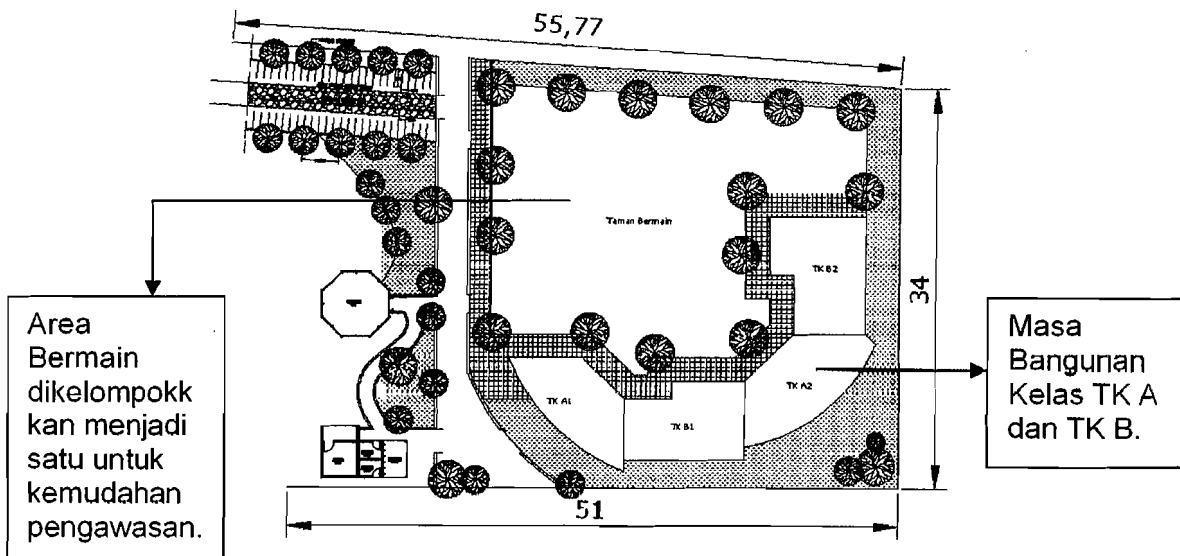 55,77
Taman Bermain
TK B2
34
TK A2
TK A1
TK B1
51
Area
Bermain
dikelompokk
kan menjadi
satu untuk
kemudahan
pengawasan.
Masa
Bangunan
Kelas TK A
dan TK B.